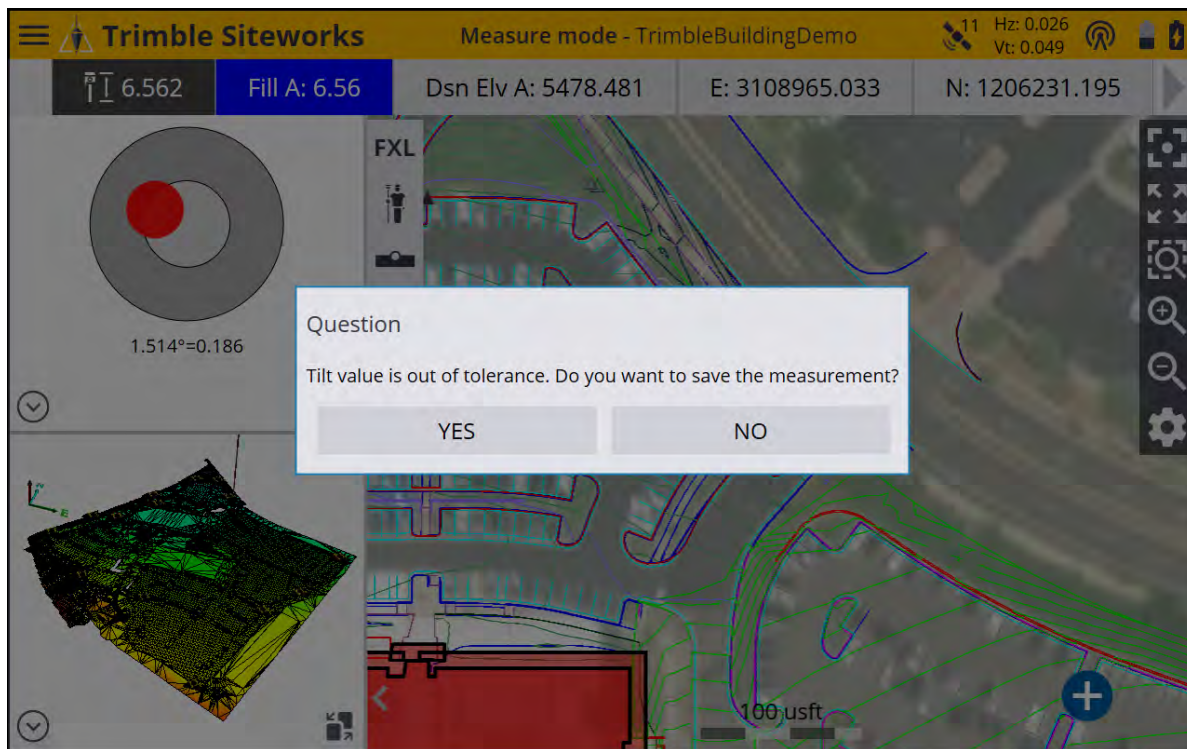 Trimble Siteworks
Measure mode - TrimbleBuildingDemo
11
Hz: 0.026
Vt: 0.049
6.562
Fill A: 6.56
Dsn Elv A: 5478.481
E: 3108965.033
N: 1206231.195
FXL
1.514°=0.186
Question
Tilt value is out of tolerance. Do you want to save the measurement?
YES
NO
E
100 usft